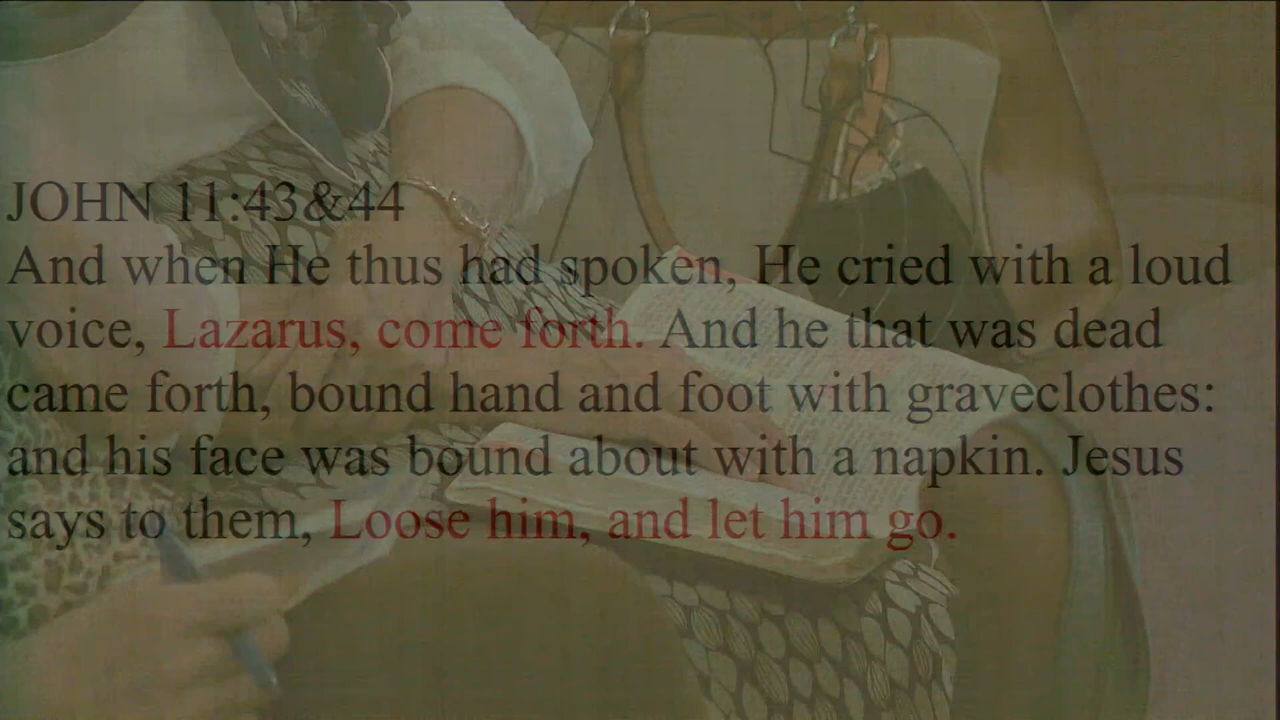 JOHN 11:43&44
And when He thus had spoken, He cried with a loud
voice, Lazarus, come forth. And he that was dead
came forth, bound hand and foot with graveclothes:
and his face was bound about with a napkin. Jesus
says to them, Loose him, and let him go.